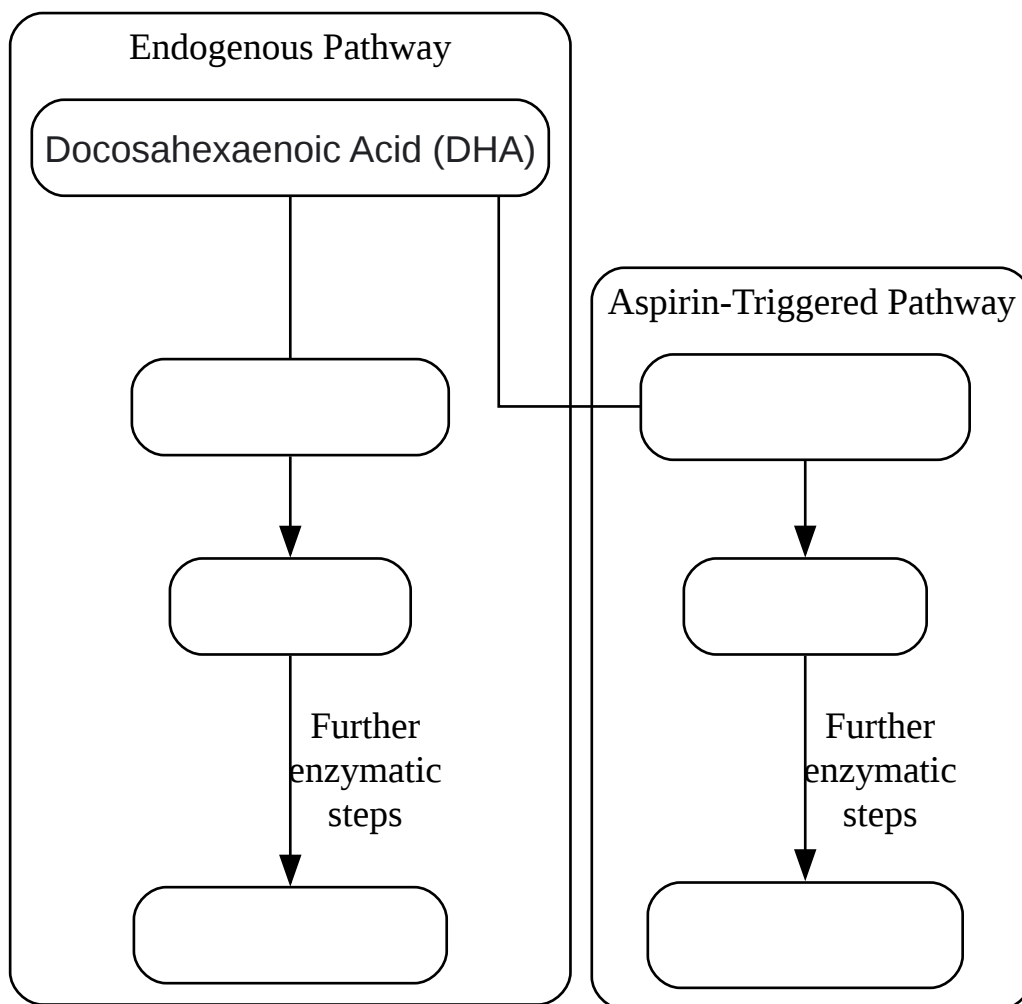 Endogenous Pathway
Docosahexaenoic Acid (DHA)
Aspirin-Triggered Pathway
Further
enzymatic
steps
Further
enzymatic
steps